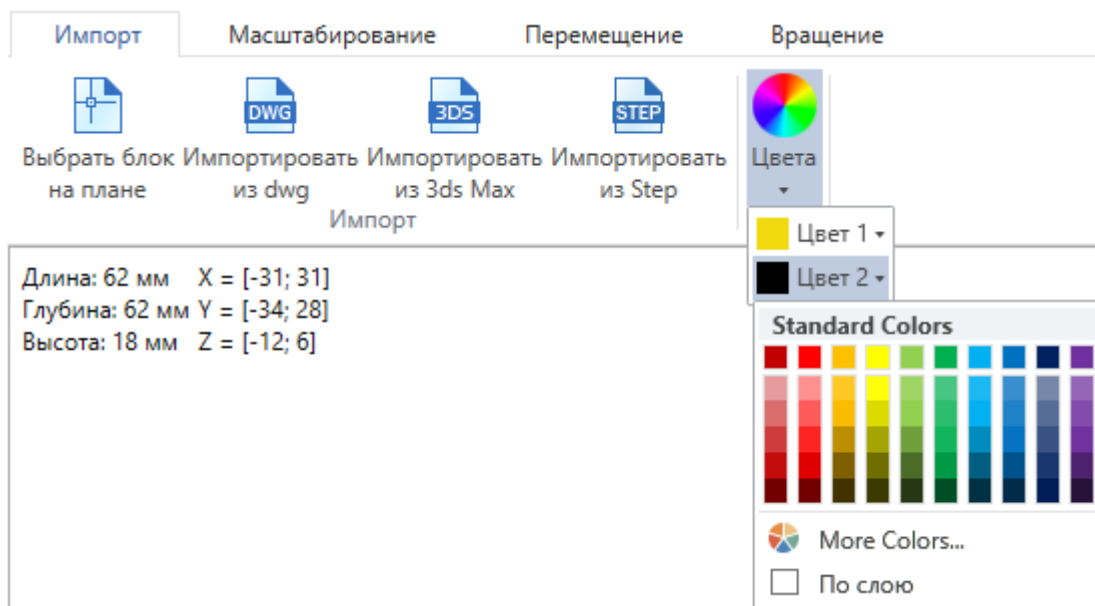 Импорт Масштабирование Перемещение Вращение
DWG 3DS STEP
Выбрать блок Импортировать Импортировать Импортировать Цвета
на плане из dwg из 3ds Max из Step
Импорт
Цвет 1
Длина: 62 мм X = [-31; 31] Цвет 2
Глубина: 62 мм Y = [-34; 28]
Высота: 18 мм Z = [-12; 6]
Standard Colors
More Colors...
По слою